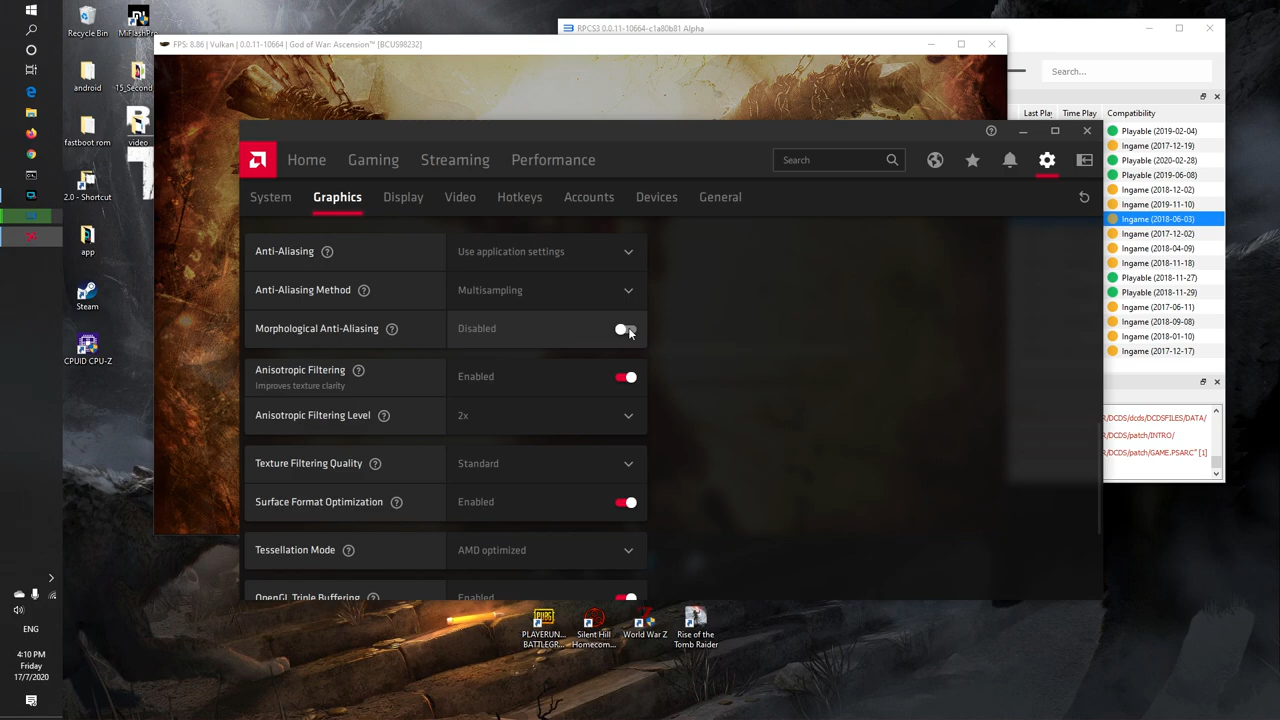 Recycle Bin
MiFlashPro
android
15_Second
fastboot rom
video
2.0 - Shortcut
app
Steam
CPUID CPU-Z
ENG
4:10 PM
Friday
17/7/2020
RPCS3 0.0.11-10664-c1a80b81 Alpha
FPS: 8.86 | Vulkan | 0.0.11-10664 | God of War: Ascension™ [BCUS98232]
Search...
Last Play
Time Play
Compatibility
Playable (2019-02-04)
Ingame (2017-12-19)
Playable (2020-02-28)
Playable (2019-06-08)
Ingame (2018-12-02)
Ingame (2019-11-10)
Ingame (2018-06-03)
Ingame (2017-12-02)
Ingame (2018-04-09)
Ingame (2018-11-18)
Playable (2018-11-27)
Playable (2018-11-29)
Ingame (2017-06-11)
Ingame (2018-09-08)
Ingame (2018-01-10)
Ingame (2017-12-17)
R/DCDS/dcds/DCDSFILES/DATA/
R/DCDS/patch/INTRO/
R/DCDS/patch/GAME.PSARC" [1]
Home Gaming Streaming Performance
Search
System Graphics Display Video Hotkeys Accounts Devices General
Anti-Aliasing Use application settings
Anti-Aliasing Method Multisampling
Morphological Anti-Aliasing Disabled
Anisotropic Filtering Enabled
Improves texture clarity
Anisotropic Filtering Level 2x
Texture Filtering Quality Standard
Surface Format Optimization Enabled
Tessellation Mode AMD optimized
OpenGL Triple Buffering Enabled
PUBG
PLAYERUN...
BATTLEGR...
Silent Hill
Homecom...
World War Z
Rise of the
Tomb Raider